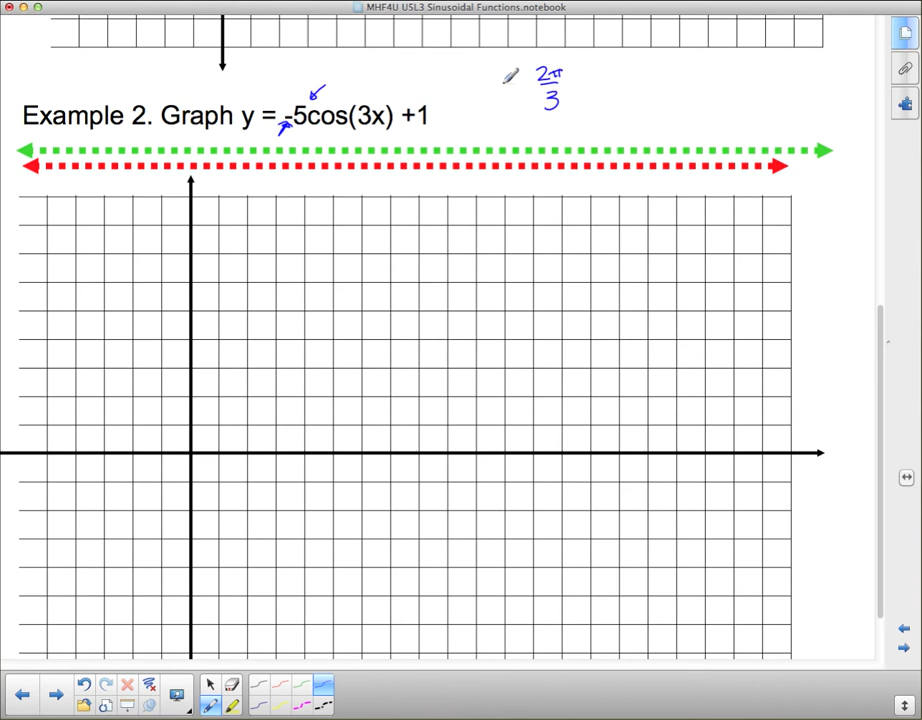 MHF4U U5L3 Sinusoidal Functions.notebook
2π
3
Example 2. Graph y = -5cos(3x) +1